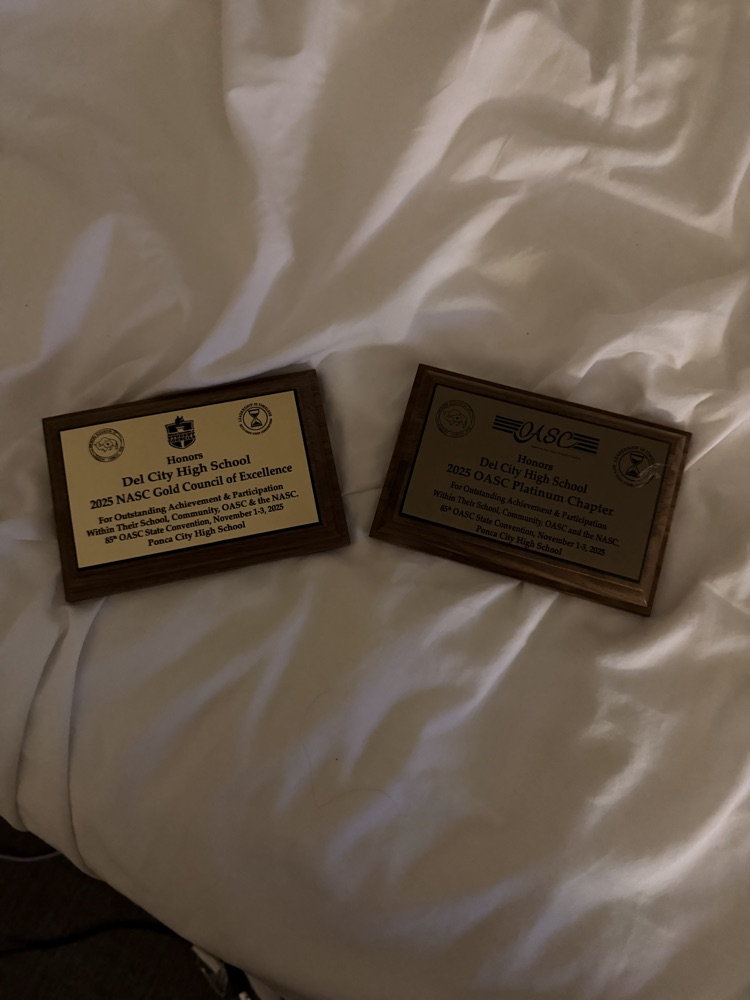 Honors
Del City High School
2025 NASC Gold Council of Excellence
For Outstanding Achievement & Participation
Within Their School, Community, OASC & the NASC.
85th OASC State Convention, November 1-3, 2025
Ponca City High School
OASC
Honors
Del City High School
2025 OASC Platinum Chapter
For Outstanding Achievement & Participation
Within Their School, Community, OASC and the NASC
85th OASC State Convention, November 1-3, 2025
Ponca City High School